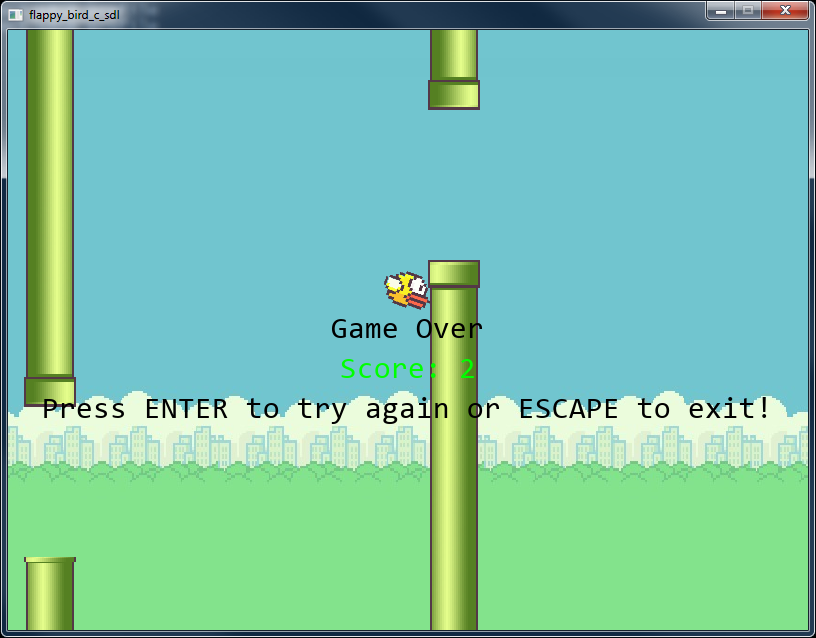 flappy_bird_c_sdl
Game Over
Score: 2
Press ENTER to try again or ESCAPE to exit!